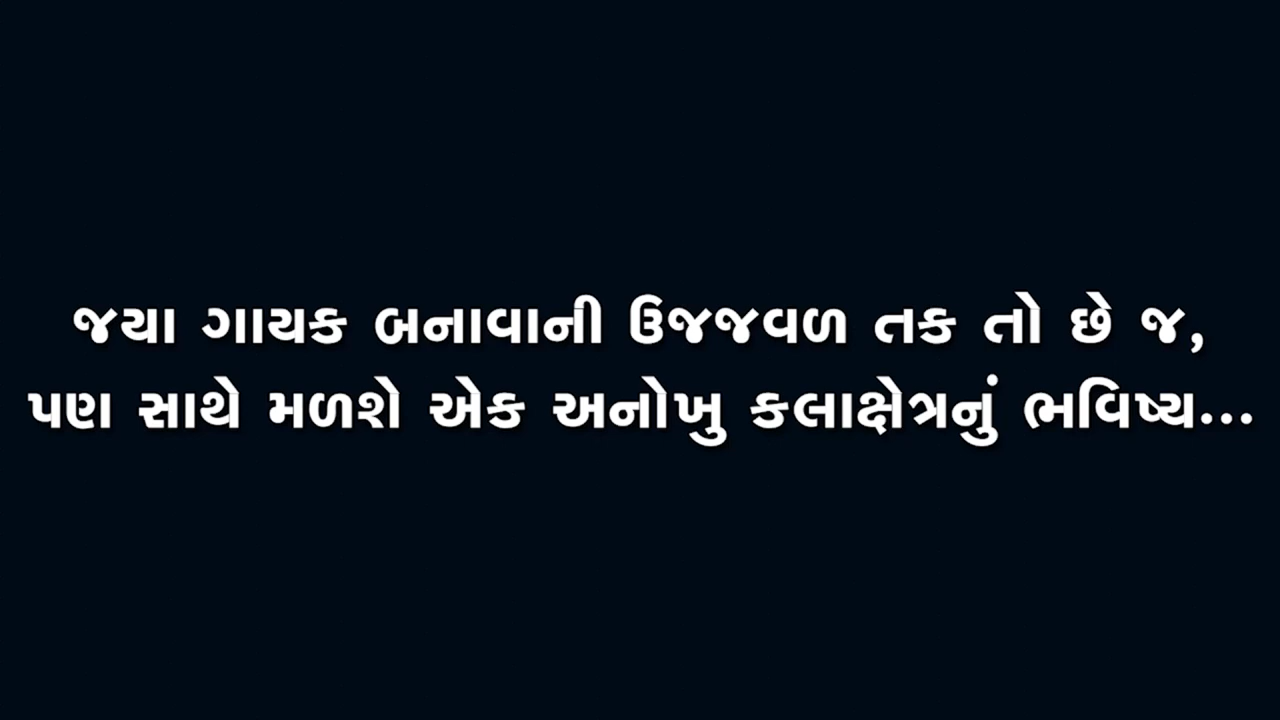 જયા ગાયક બનાવાની ઉજજવળ તક તો છે જ,
પણ સાથે મળશે એક અનોખુ કલાક્ષેત્રનું ભવિષ્ય...